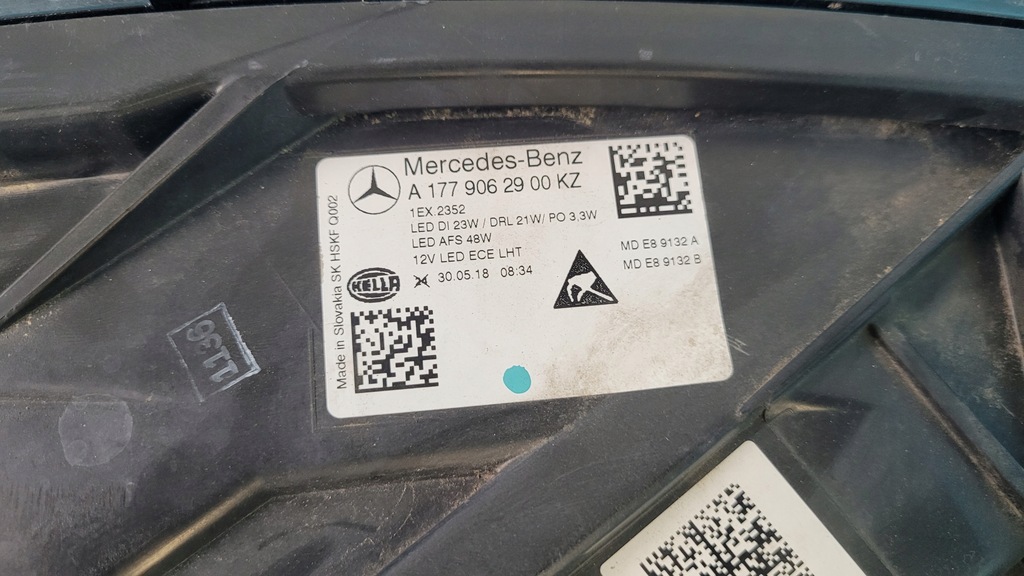 Mercedes-Benz
A 177 906 29 00 KZ
1EX.2352
LED DI 23W / DRL 21W/ PO 3,3W
LED AFS 48W
12V LED ECE LHT
HELLA
30.05.18 08:34
MD E8 9132 A
MD E8 9132 B
Made in Slovakia SK HSKF Q002
1136